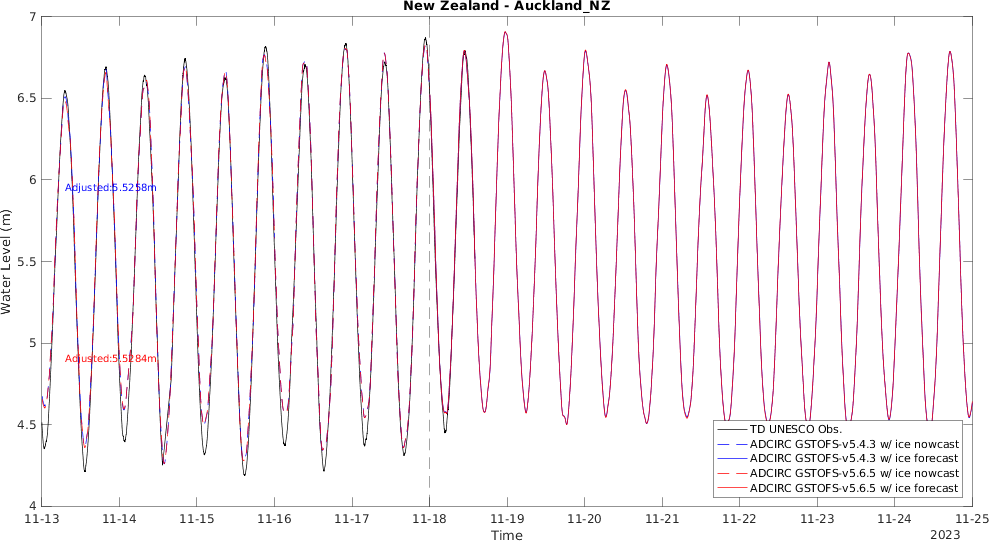 New Zealand - Auckland_NZ
7
6.5
6
5.5
5
4.5
4
Water Level (m)
Adjusted:5.5258m
Adjusted:5.5284m
TD UNESCO Obs.
ADCIRC GSTOFS-v5.4.3 w/ ice nowcast
ADCIRC GSTOFS-v5.4.3 w/ ice forecast
ADCIRC GSTOFS-v5.6.5 w/ ice nowcast
ADCIRC GSTOFS-v5.6.5 w/ ice forecast
11-13 11-14 11-15 11-16 11-17 11-18 11-19 11-20 11-21 11-22 11-23 11-24 11-25
Time
2023